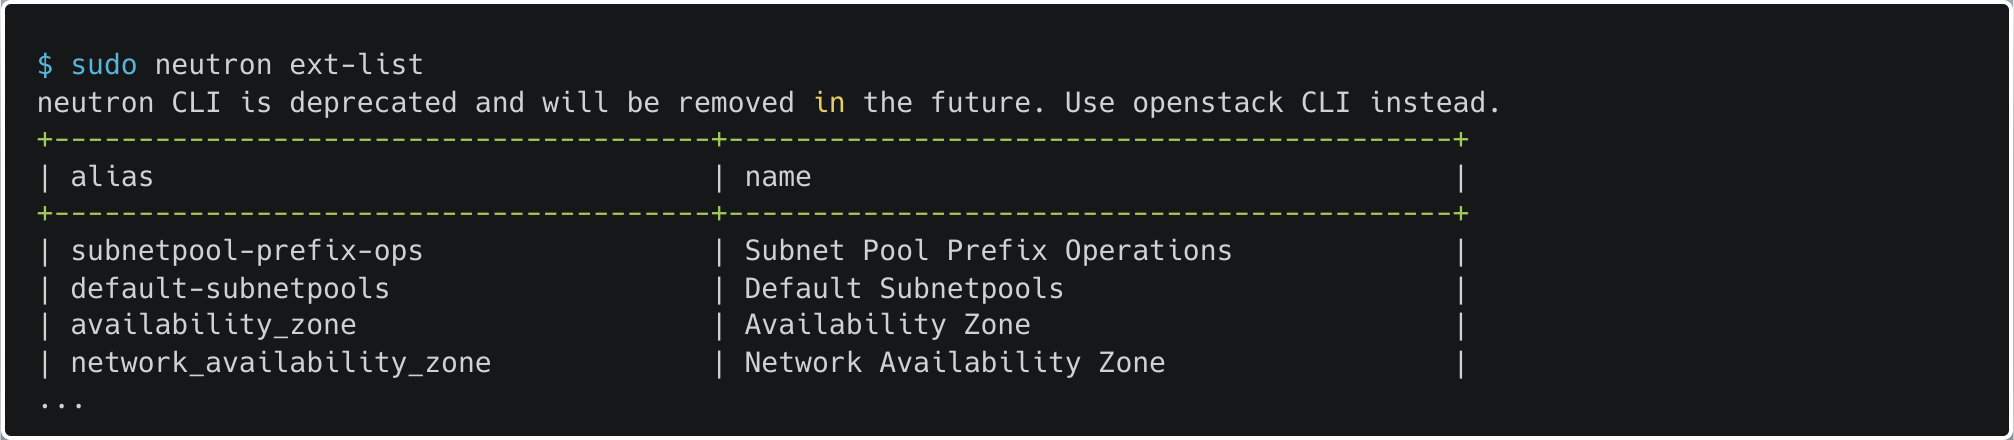 $ sudo neutron ext-list
neutron CLI is deprecated and will be removed in the future. Use openstack CLI instead.
+---------------------------------------+-------------------------------------------+
| alias                                 | name                                      |
+---------------------------------------+-------------------------------------------+
| subnetpool-prefix-ops                 | Subnet Pool Prefix Operations             |
| default-subnetpools                   | Default Subnetpools                       |
| availability_zone                     | Availability Zone                         |
| network_availability_zone             | Network Availability Zone                 |
...